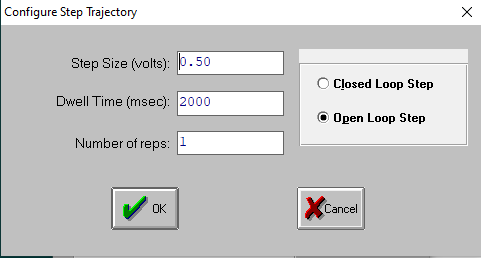 Configure Step Trajectory
Step Size (volts): 0.50
Closed Loop Step
Dwell Time (msec): 2000
Open Loop Step
Number of reps: 1
OK
Cancel